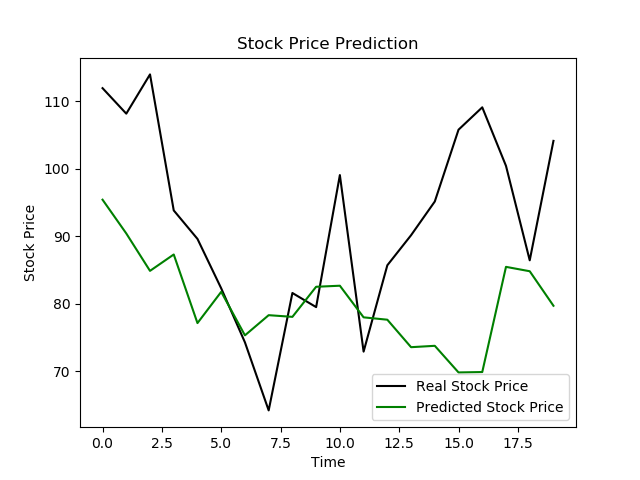 Stock Price Prediction
Stock Price
110
100
90
80
70
Real Stock Price
Predicted Stock Price
0.0 2.5 5.0 7.5 10.0 12.5 15.0 17.5
Time